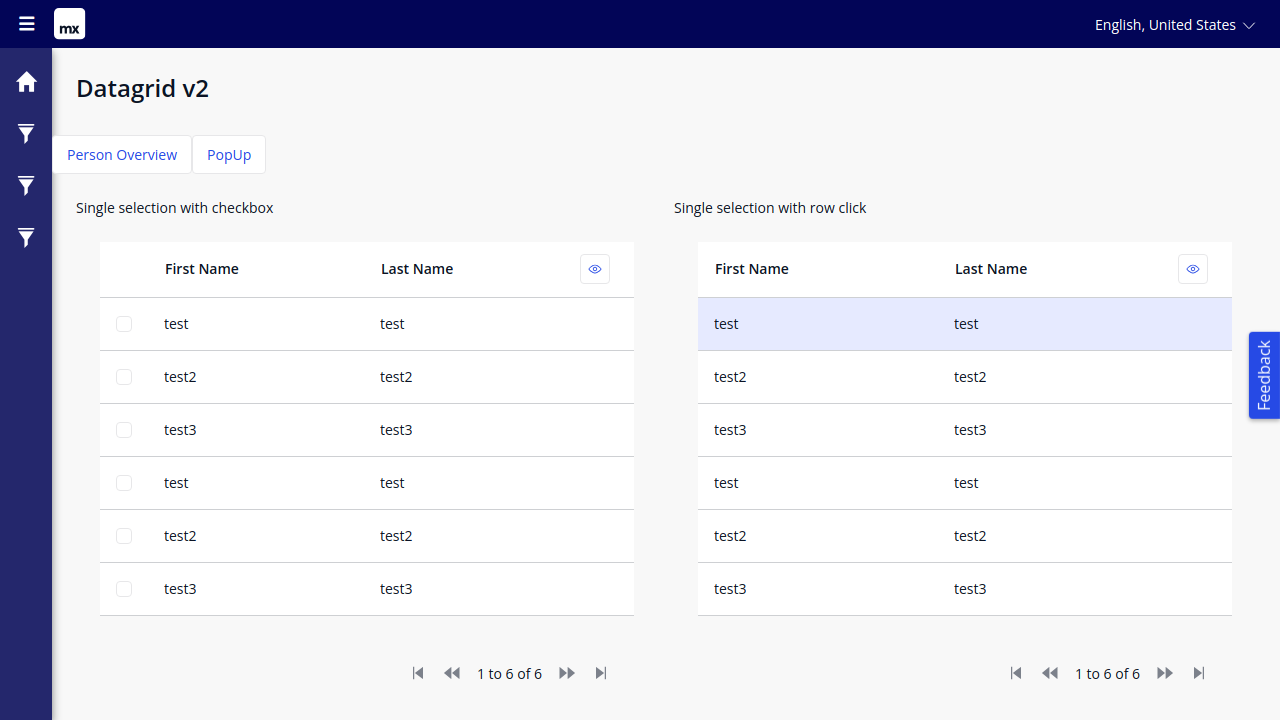 mx
English, United States
Datagrid v2
Person Overview
PopUp
Single selection with checkbox
First Name Last Name
test test
test2 test2
test3 test3
test test
test2 test2
test3 test3
1 to 6 of 6
Single selection with row click
First Name Last Name
test test
test2 test2
test3 test3
test test
test2 test2
test3 test3
1 to 6 of 6
Feedback